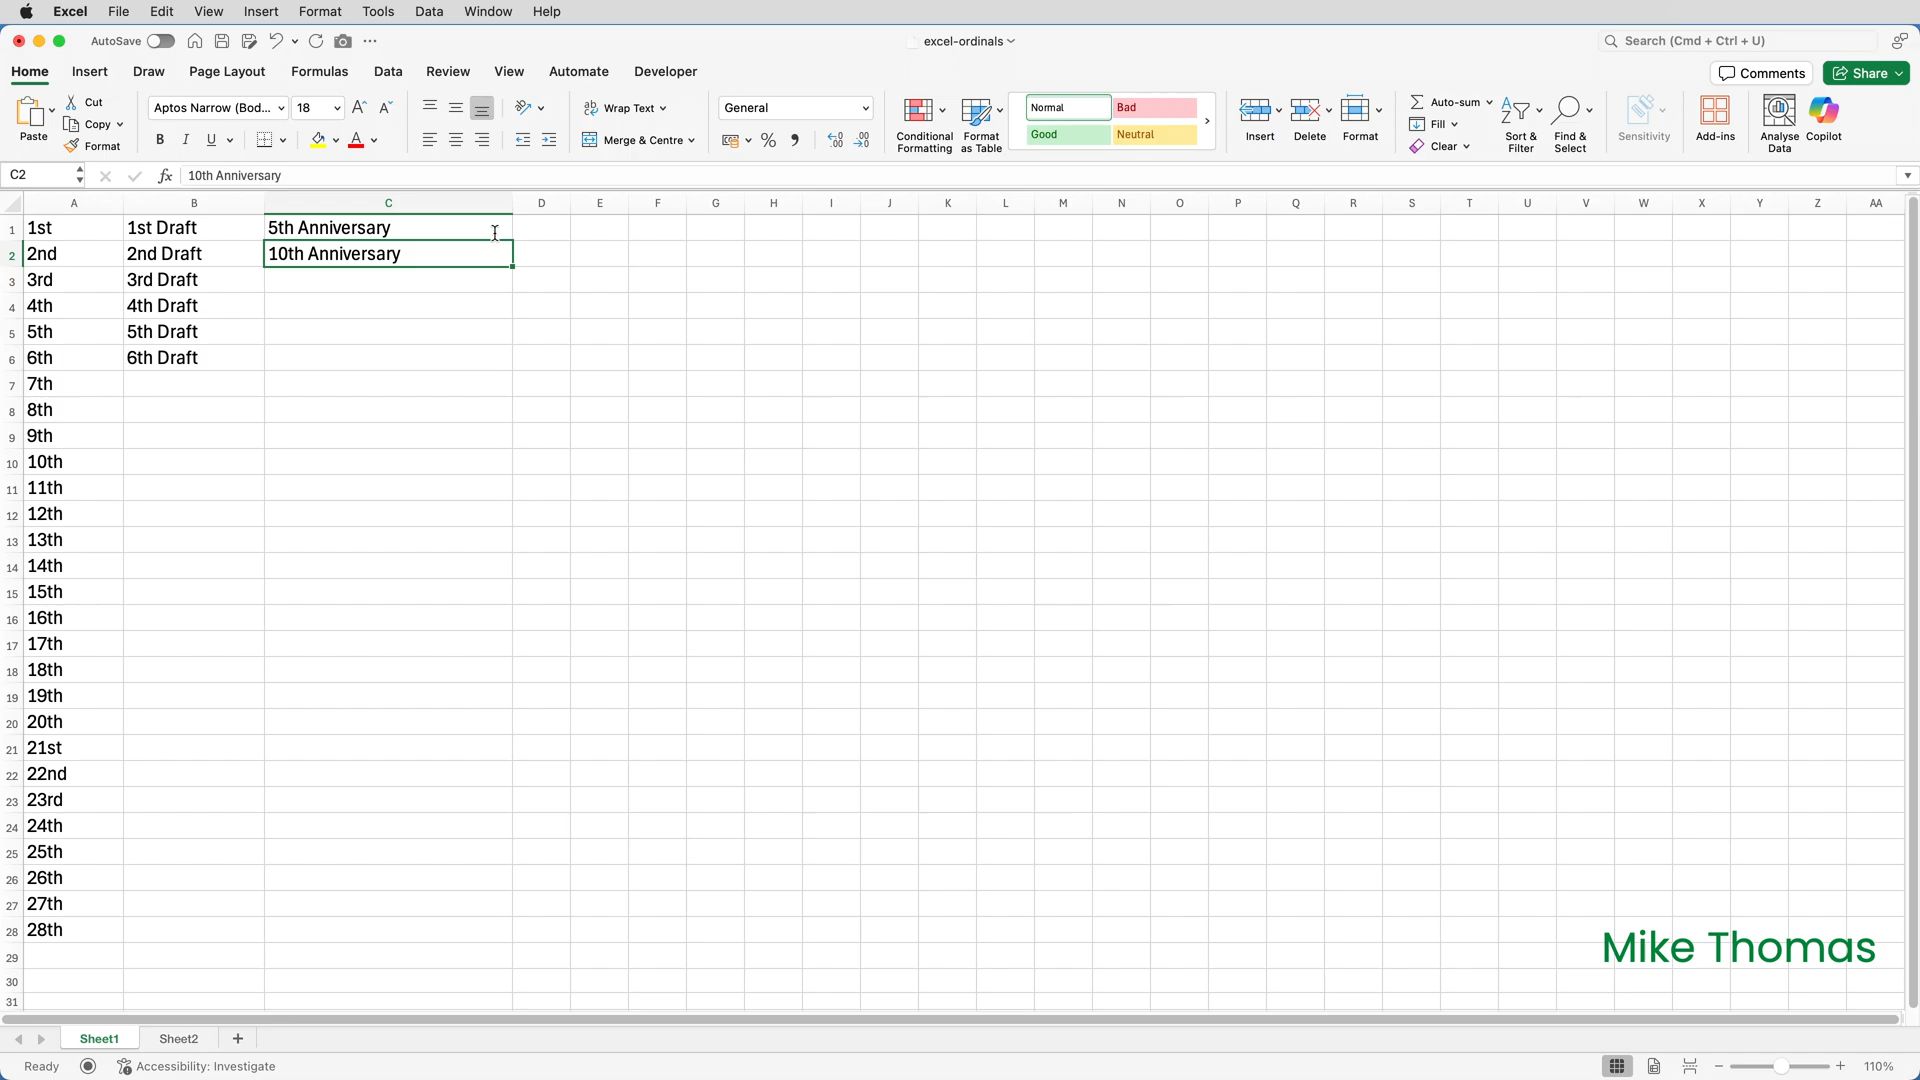 Excel File Edit View Insert Format Tools Data Window Help
AutoSave
excel-ordinals
Search (Cmd + Ctrl + U)
Home Insert Draw Page Layout Formulas Data Review View Automate Developer
Comments
Share
Paste
Cut
Copy
Format
Aptos Narrow (Bod...
18
A
A
B I U
A
ab
Wrap Text
Merge & Centre
General
%
Conditional
Formatting
Format
as Table
Normal
Bad
Good
Neutral
Insert
Delete
Format
Auto-sum
Fill
Clear
Sort &
Filter
Find &
Select
Sensitivity
Add-ins
Analyse
Data
Copilot
C2
fx
10th Anniversary
A B C D E F G H I J K L M N O P Q R S T U V W X Y Z AA
1 1st 1st Draft 5th Anniversary
2 2nd 2nd Draft 10th Anniversary
3 3rd 3rd Draft
4 4th 4th Draft
5 5th 5th Draft
6 6th 6th Draft
7 7th
8 8th
9 9th
10 10th
11 11th
12 12th
13 13th
14 14th
15 15th
16 16th
17 17th
18 18th
19 19th
20 20th
21 21st
22 22nd
23 23rd
24 24th
25 25th
26 26th
27 27th
28 28th
29
30
31
Mike Thomas
Sheet1 Sheet2 +
Ready
Accessibility: Investigate
110%